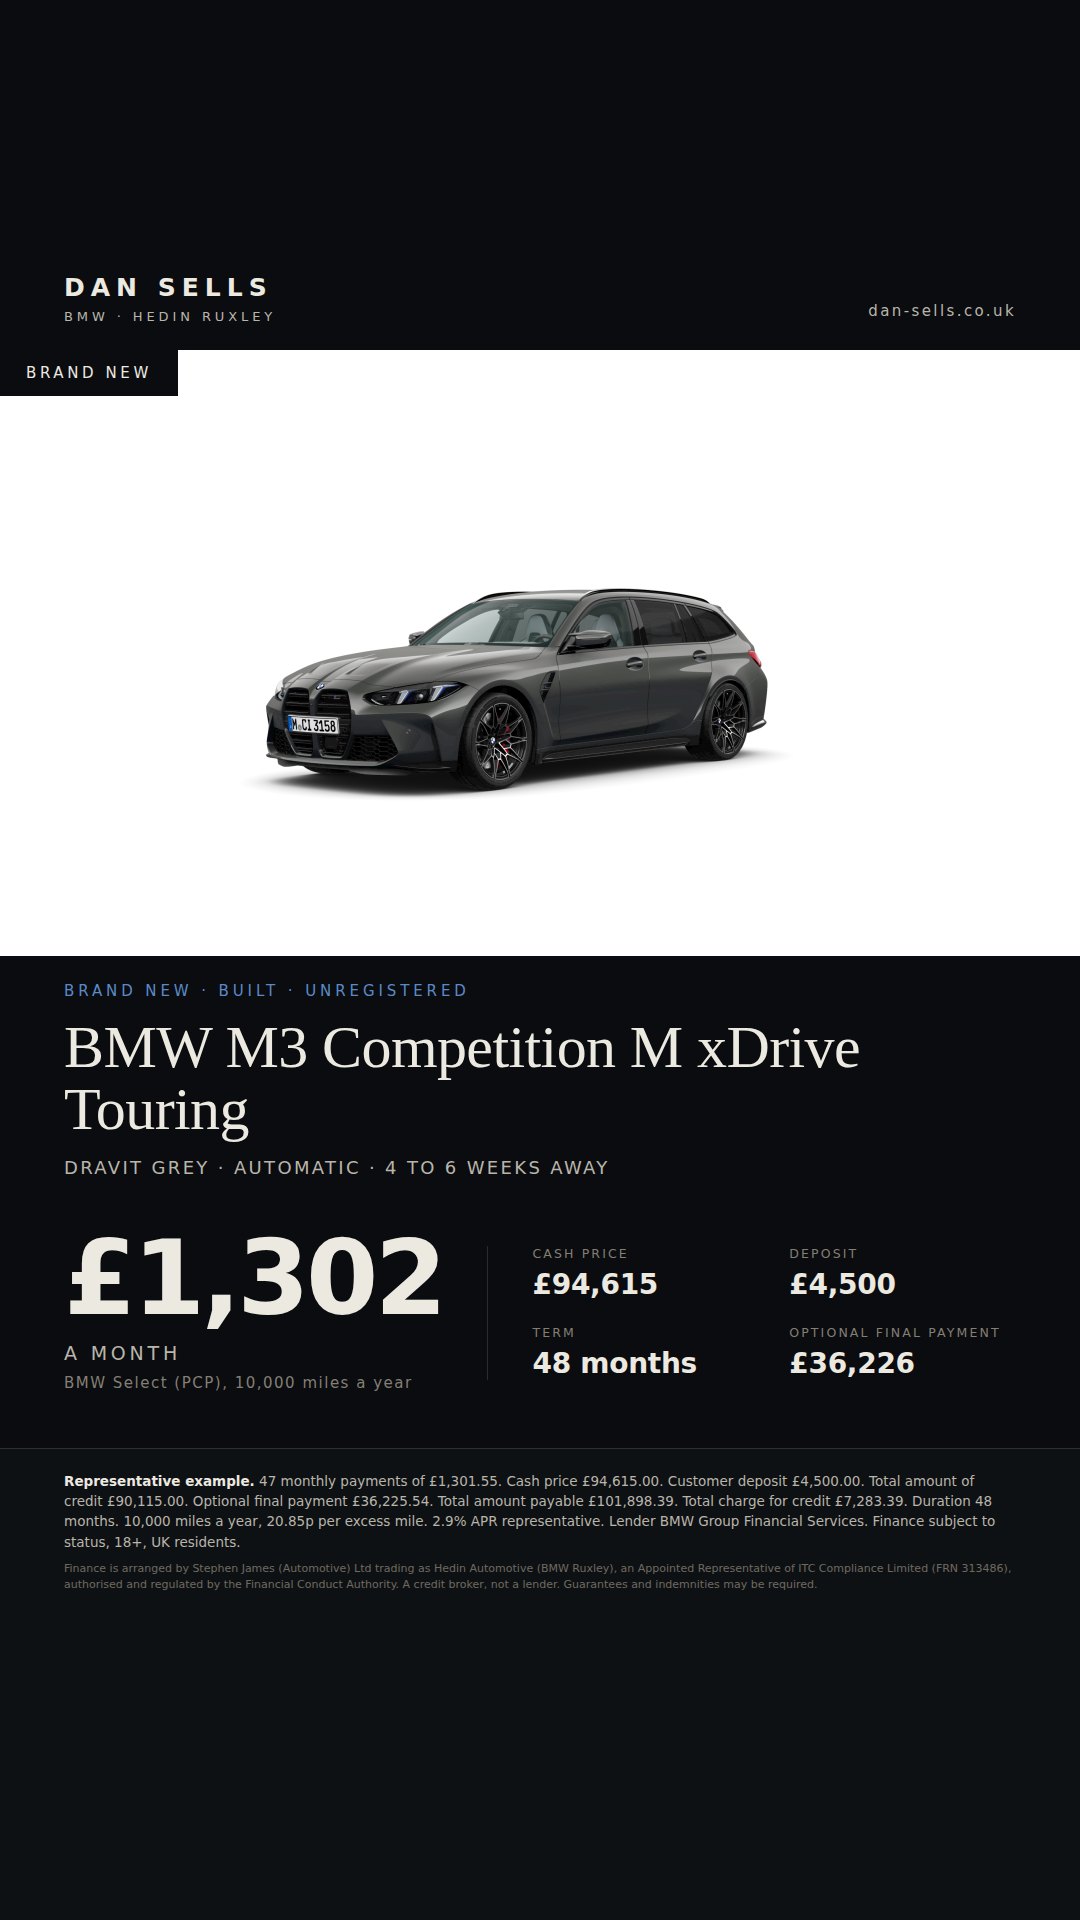 DAN SELLS
BMW · HEDIN RUXLEY
dan-sells.co.uk
BRAND NEW
M CI 3158
BRAND NEW · BUILT · UNREGISTERED
BMW M3 Competition M xDrive
Touring
DRAVIT GREY · AUTOMATIC · 4 TO 6 WEEKS AWAY
£1,302
A MONTH
BMW Select (PCP), 10,000 miles a year
CASH PRICE
£94,615
DEPOSIT
£4,500
TERM
48 months
OPTIONAL FINAL PAYMENT
£36,226
Representative example. 47 monthly payments of £1,301.55. Cash price £94,615.00. Customer deposit £4,500.00. Total amount of
credit £90,115.00. Optional final payment £36,225.54. Total amount payable £101,898.39. Total charge for credit £7,283.39. Duration 48
months. 10,000 miles a year, 20.85p per excess mile. 2.9% APR representative. Lender BMW Group Financial Services. Finance subject to
status, 18+, UK residents.
Finance is arranged by Stephen James (Automotive) Ltd trading as Hedin Automotive (BMW Ruxley), an Appointed Representative of ITC Compliance Limited (FRN 313486),
authorised and regulated by the Financial Conduct Authority. A credit broker, not a lender. Guarantees and indemnities may be required.